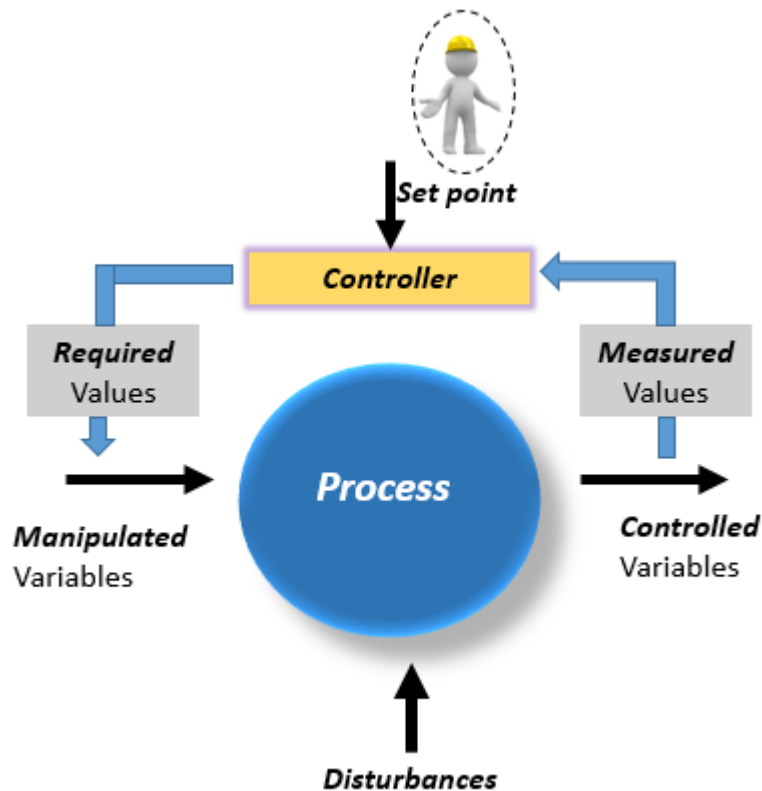 Set point
Controller
Required
Values
Measured
Values
Process
Manipulated
Variables
Controlled
Variables
Disturbances